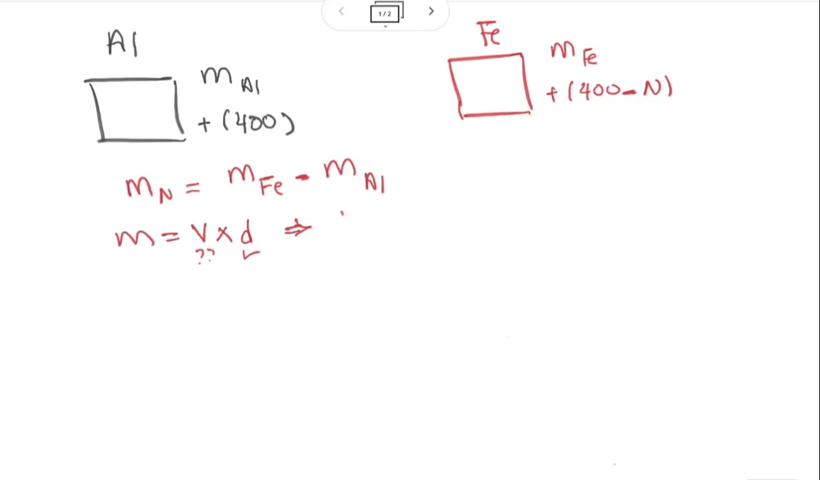 1/2
Al
m Al
+ (400)
Fe
m Fe
+ (400 - N)
m N = m Fe - m Al
m = V x d ⇒
?? ✓